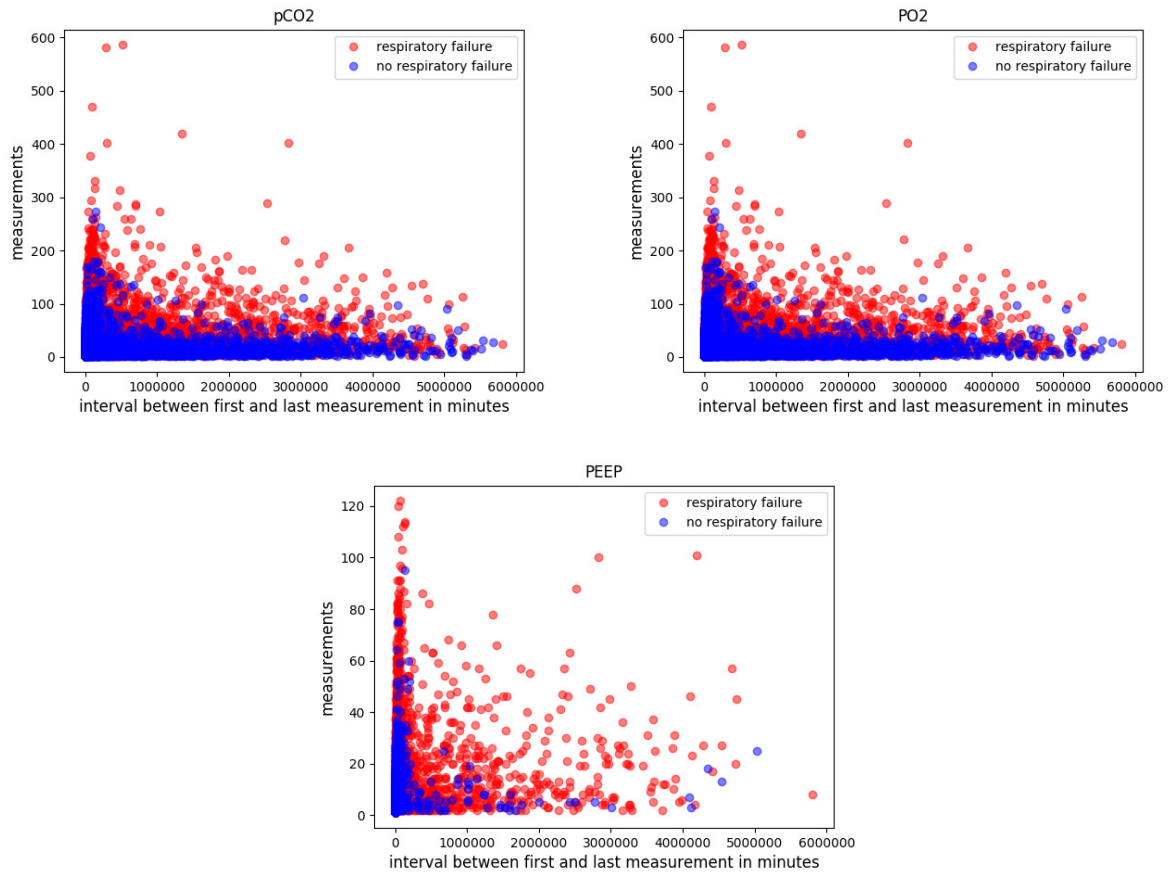 pCO2
respiratory failure
no respiratory failure
600
500
400
300
200
100
0
measurements
0 1000000 2000000 3000000 4000000 5000000 6000000
interval between first and last measurement in minutes
PO2
respiratory failure
no respiratory failure
600
500
400
300
200
100
0
measurements
0 1000000 2000000 3000000 4000000 5000000 6000000
interval between first and last measurement in minutes
PEEP
respiratory failure
no respiratory failure
120
100
80
60
40
20
0
measurements
0 1000000 2000000 3000000 4000000 5000000 6000000
interval between first and last measurement in minutes